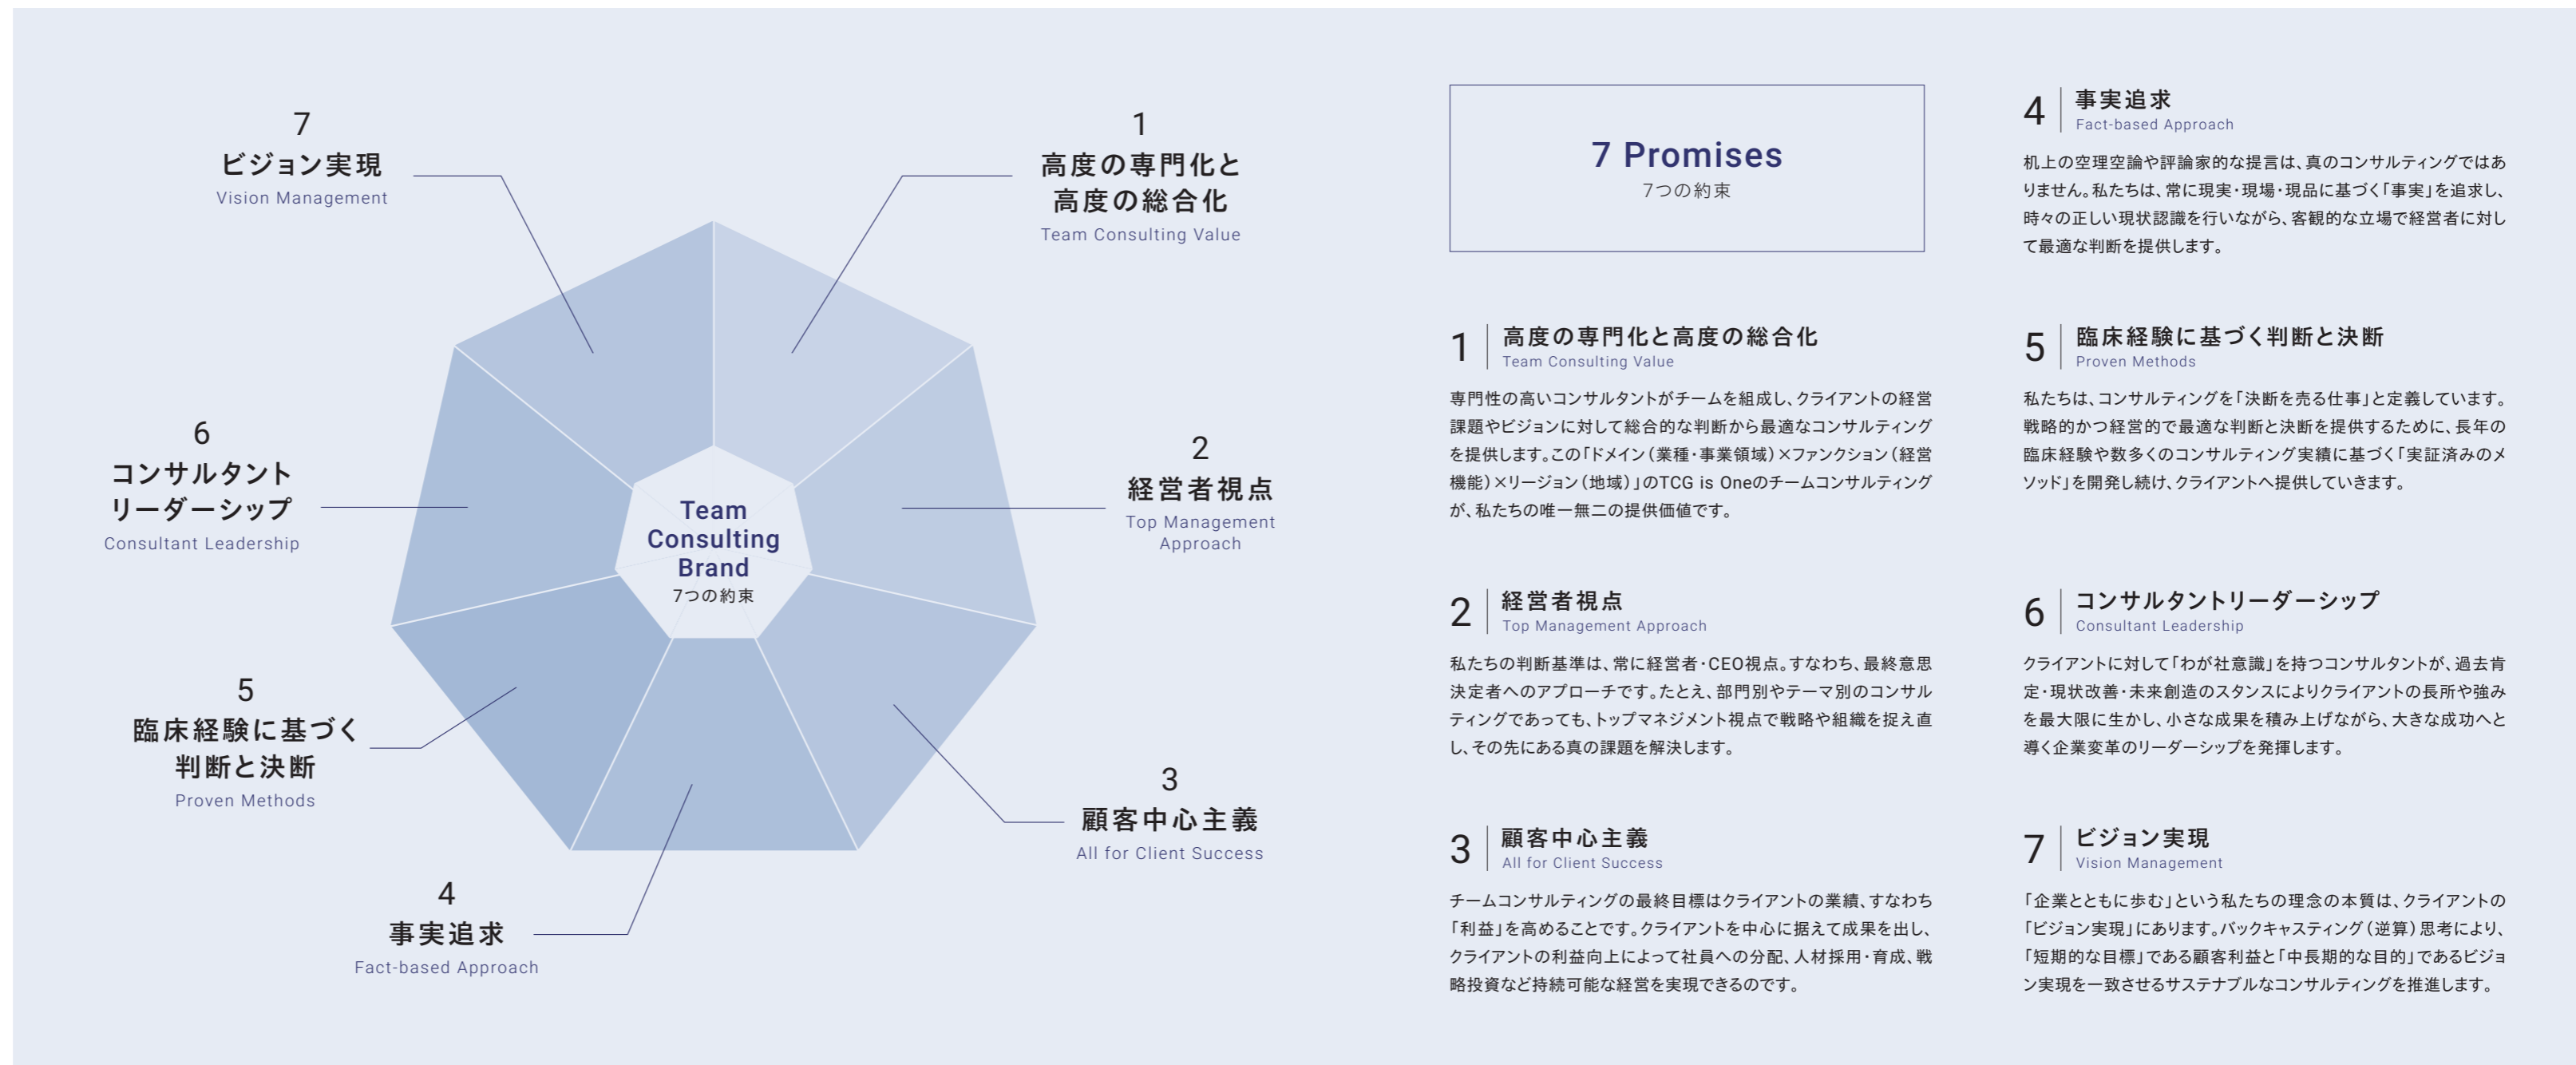 7
ビジョン実現
Vision Management
1
高度の専門化と
高度の総合化
Team Consulting Value
6
コンサルタント
リーダーシップ
Consultant Leadership
2
経営者視点
Top Management
Approach
Team
Consulting
Brand
7つの約束
5
臨床経験に基づく
判断と決断
Proven Methods
3
顧客中心主義
All for Client Success
4
事実追求
Fact-based Approach
7 Promises
7つの約束
1
高度の専門化と高度の総合化
Team Consulting Value
専門性の高いコンサルタントがチームを組成し、クライアントの経営
課題やビジョンに対して総合的な判断から最適なコンサルティング
を提供します。この「ドメイン(業種・事業領域)×ファンクション(経営
機能)×リージョン(地域)」のTCG is Oneのチームコンサルティング
が、私たちの唯一無二の提供価値です。
2
経営者視点
Top Management Approach
私たちの判断基準は、常に経営者・CEO視点。すなわち、最終意思
決定者へのアプローチです。たとえ、部門別やテーマ別のコンサル
ティングであっても、トップマネジメント視点で戦略や組織を捉え直
し、その先にある真の課題を解決します。
3
顧客中心主義
All for Client Success
チームコンサルティングの最終目標はクライアントの業績、すなわち
「利益」を高めることです。クライアントを中心に据えて成果を出し、
クライアントの利益向上によって社員への分配、人材採用・育成、戦
略投資など持続可能な経営を実現できるのです。
4
事実追求
Fact-based Approach
机上の空理空論や評論家的な提言は、真のコンサルティングではあ
りません。私たちは、常に現実・現場・現品に基づく「事実」を追求し、
時々の正しい現状認識を行いながら、客観的な立場で経営者に対し
て最適な判断を提供します。
5
臨床経験に基づく判断と決断
Proven Methods
私たちは、コンサルティングを「決断を売る仕事」と定義しています。
戦略的かつ経営的で最適な判断と決断を提供するために、長年の
臨床経験や数多くのコンサルティング実績に基づく「実証済みのメ
ソッド」を開発し続け、クライアントへ提供していきます。
6
コンサルタントリーダーシップ
Consultant Leadership
クライアントに対して「わが社意識」を持つコンサルタントが、過去肯
定・現状改善・未来創造のスタンスによりクライアントの長所や強み
を最大限に生かし、小さな成果を積み上げながら、大きな成功へと
導く企業変革のリーダーシップを発揮します。
7
ビジョン実現
Vision Management
「企業とともに歩む」という私たちの理念の本質は、クライアントの
「ビジョン実現」にあります。バックキャスティング(逆算)思考により、
「短期的な目標」である顧客利益と「中長期的な目的」であるビジョ
ン実現を一致させるサステナブルなコンサルティングを推進します。